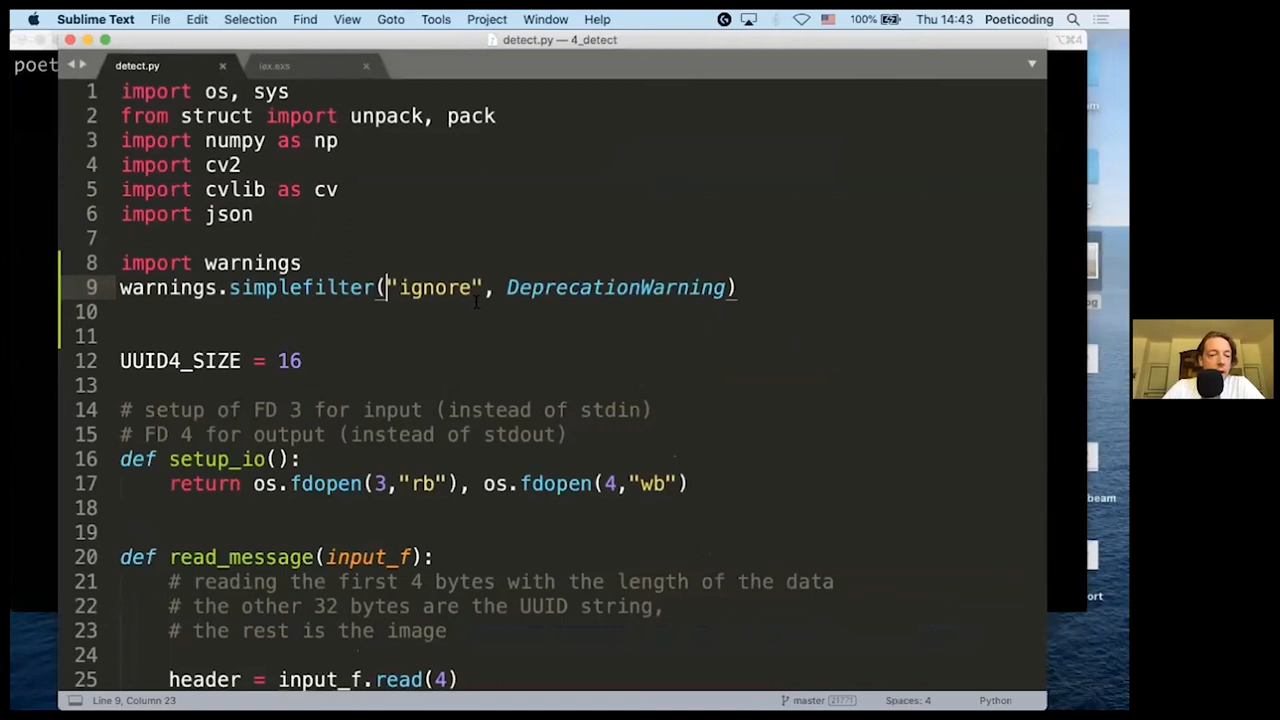 Sublime Text File Edit Selection Find View Goto Tools Project Window Help 100% Thu 14:43 Poeticoding
detect.py — 4_detect
poet
detect.py iex.exs
1 import os, sys
2 from struct import unpack, pack
3 import numpy as np
4 import cv2
5 import cvlib as cv
6 import json
7
8 import warnings
9 warnings.simplefilter("ignore", DeprecationWarning)
10
11
12 UUID4_SIZE = 16
13
14 # setup of FD 3 for input (instead of stdin)
15 # FD 4 for output (instead of stdout)
16 def setup_io():
17 return os.fdopen(3,"rb"), os.fdopen(4,"wb")
18
19
20 def read_message(input_f):
21 # reading the first 4 bytes with the length of the data
22 # the other 32 bytes are the UUID string,
23 # the rest is the image
24
25 header = input_f.read(4)
Line 9, Column 23 master Spaces: 4 Python
beam
ort